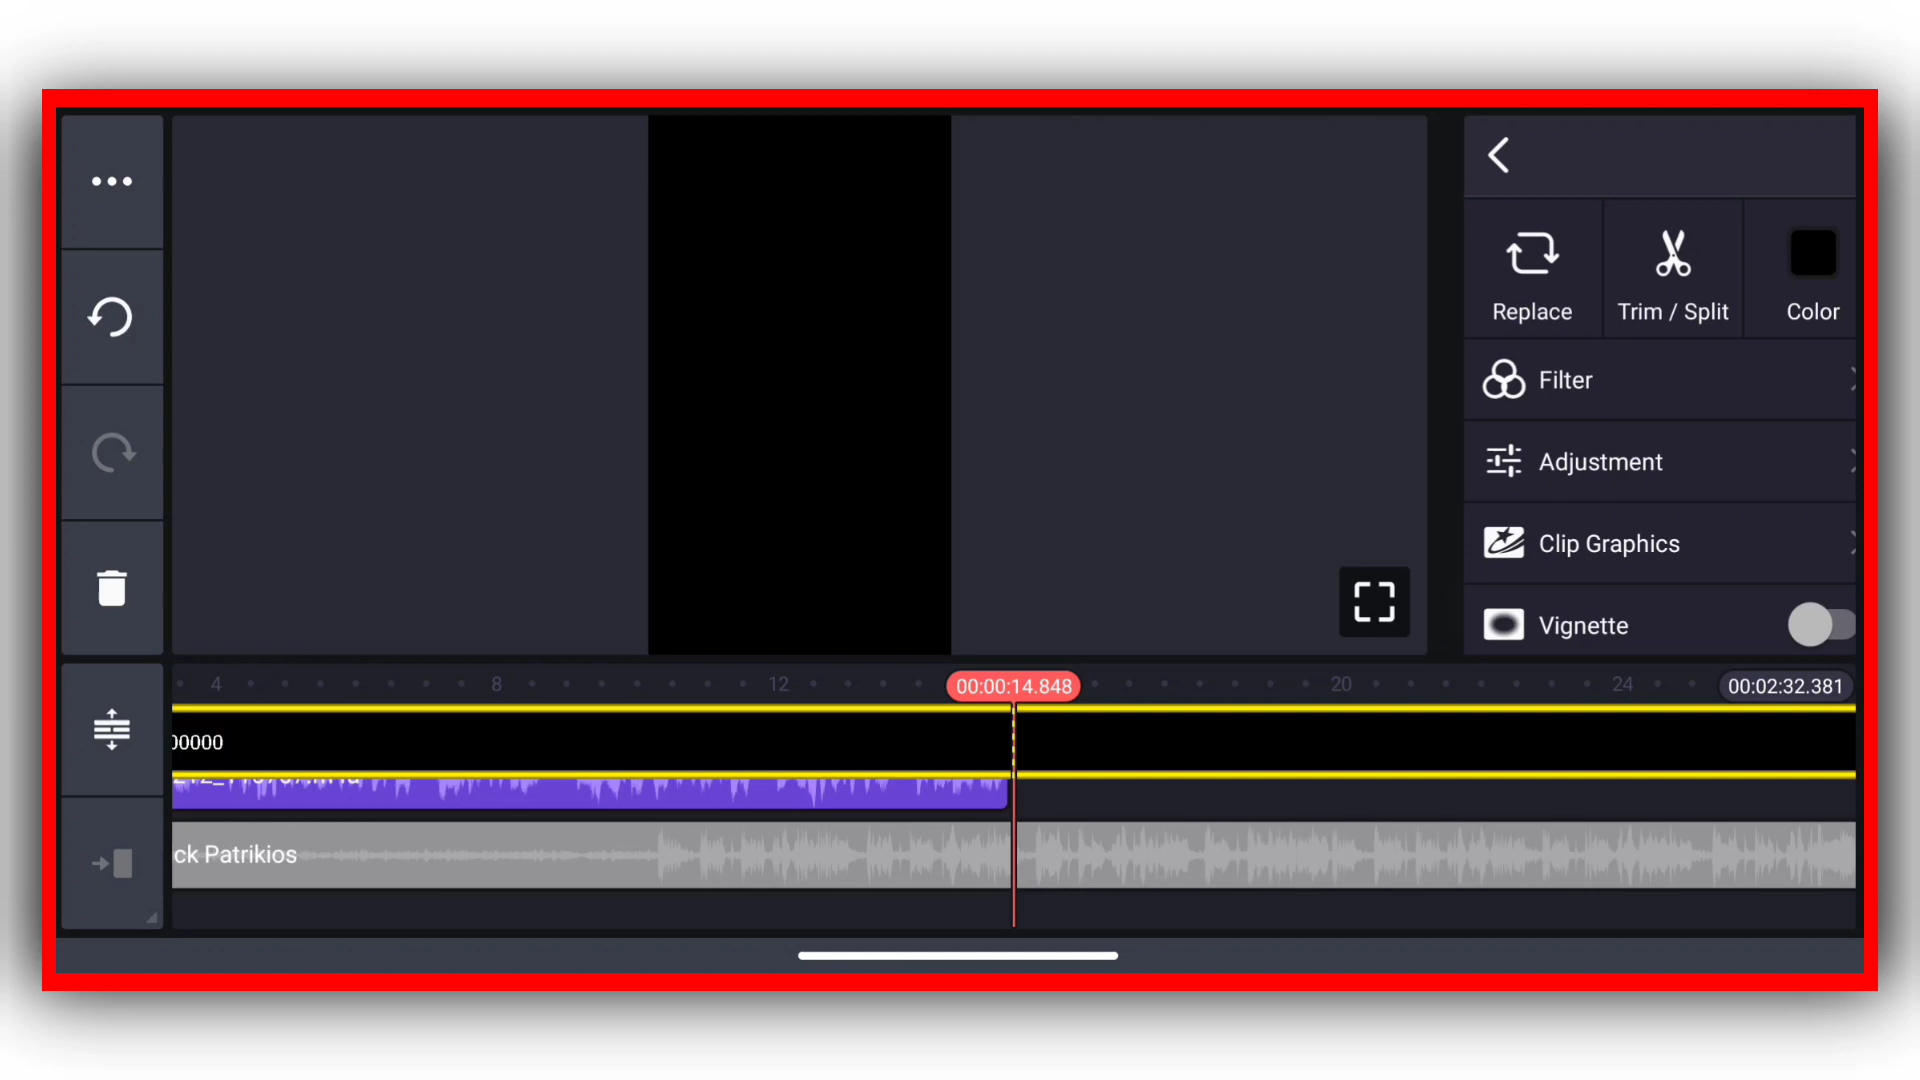 Replace
Trim / Split
Color
Filter
Adjustment
Clip Graphics
Vignette
4
8
12
00:00:14.848
20
24
00:02:32.381
00000
ck Patrikios